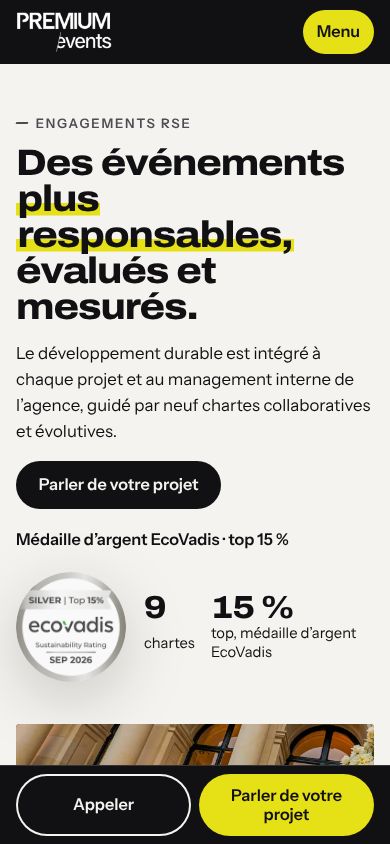 PREMIUM
events
Menu
— ENGAGEMENTS RSE
Des événements
plus
responsables,
évalués et
mesurés.
Le développement durable est intégré à
chaque projet et au management interne de
l’agence, guidé par neuf chartes collaboratives
et évolutives.
Parler de votre projet
Médaille d’argent EcoVadis · top 15 %
SILVER | Top 15%
ecovadis
Sustainability Rating
SEP 2026
9
chartes
15 %
top, médaille d’argent
EcoVadis
Appeler
Parler de votre
projet